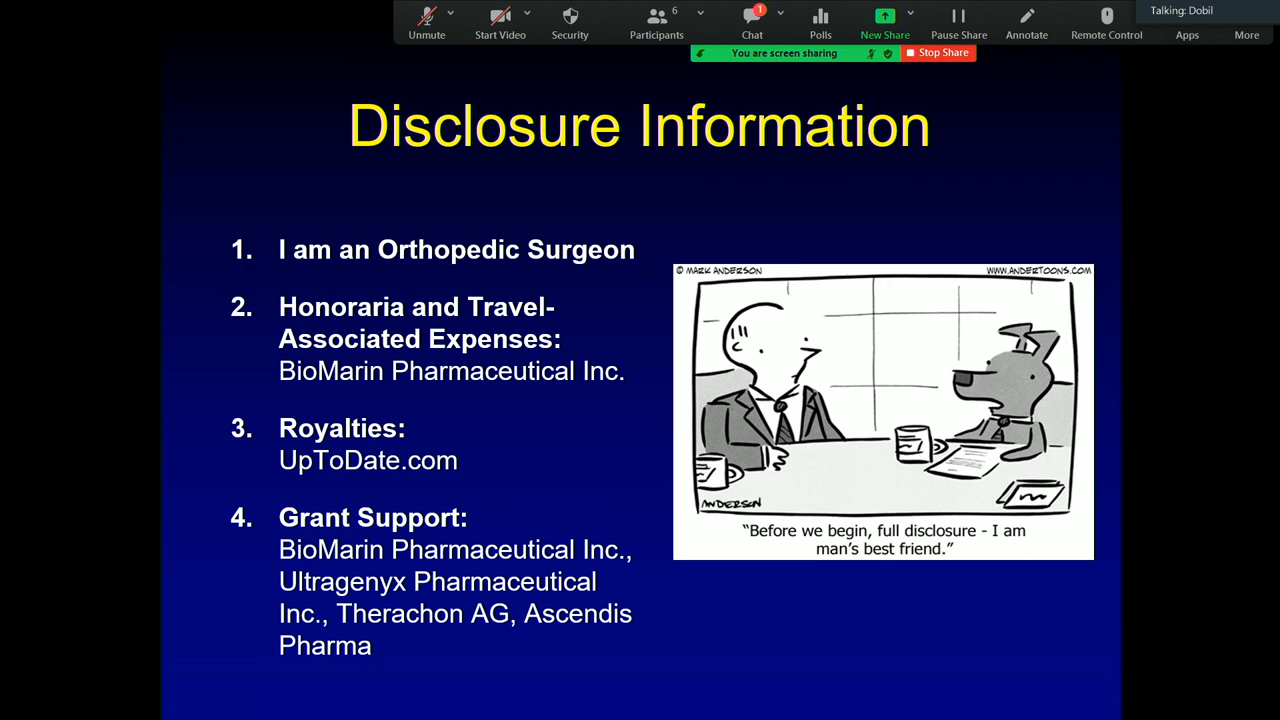 Talking: Dobil
Unmute
Start Video
Security
6
Participants
1
Chat
Polls
New Share
Pause Share
Annotate
Remote Control
Apps
More
You are screen sharing
Stop Share
Disclosure Information
1. I am an Orthopedic Surgeon
2. Honoraria and Travel-
Associated Expenses:
BioMarin Pharmaceutical Inc.
3. Royalties:
UpToDate.com
4. Grant Support:
BioMarin Pharmaceutical Inc.,
Ultragenyx Pharmaceutical
Inc., Therachon AG, Ascendis
Pharma
© MARK ANDERSON
WWW.ANDERTOONS.COM
ANDERSON
“Before we begin, full disclosure - I am
man’s best friend.”